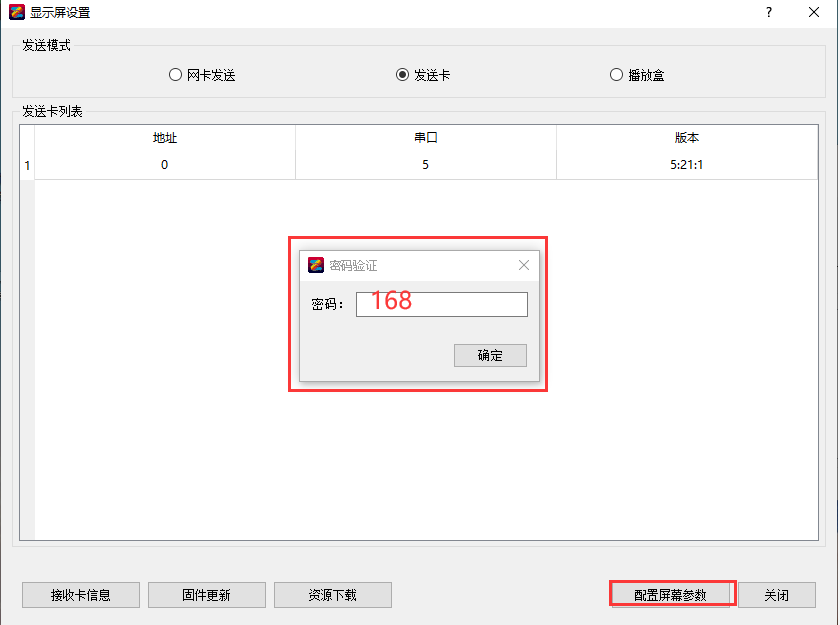 显示屏设置
?
发送模式
网卡发送 发送卡 播放盒
发送卡列表
地址 串口 版本
1 0 5 5:21:1
密码验证
密码： 168
确定
接收卡信息 固件更新 资源下载 配置屏幕参数 关闭